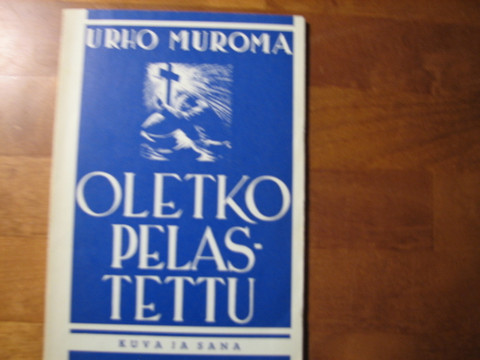 URHO MUROMA
OLETKO
PELAS-
TETTU
KUVA JA SANA